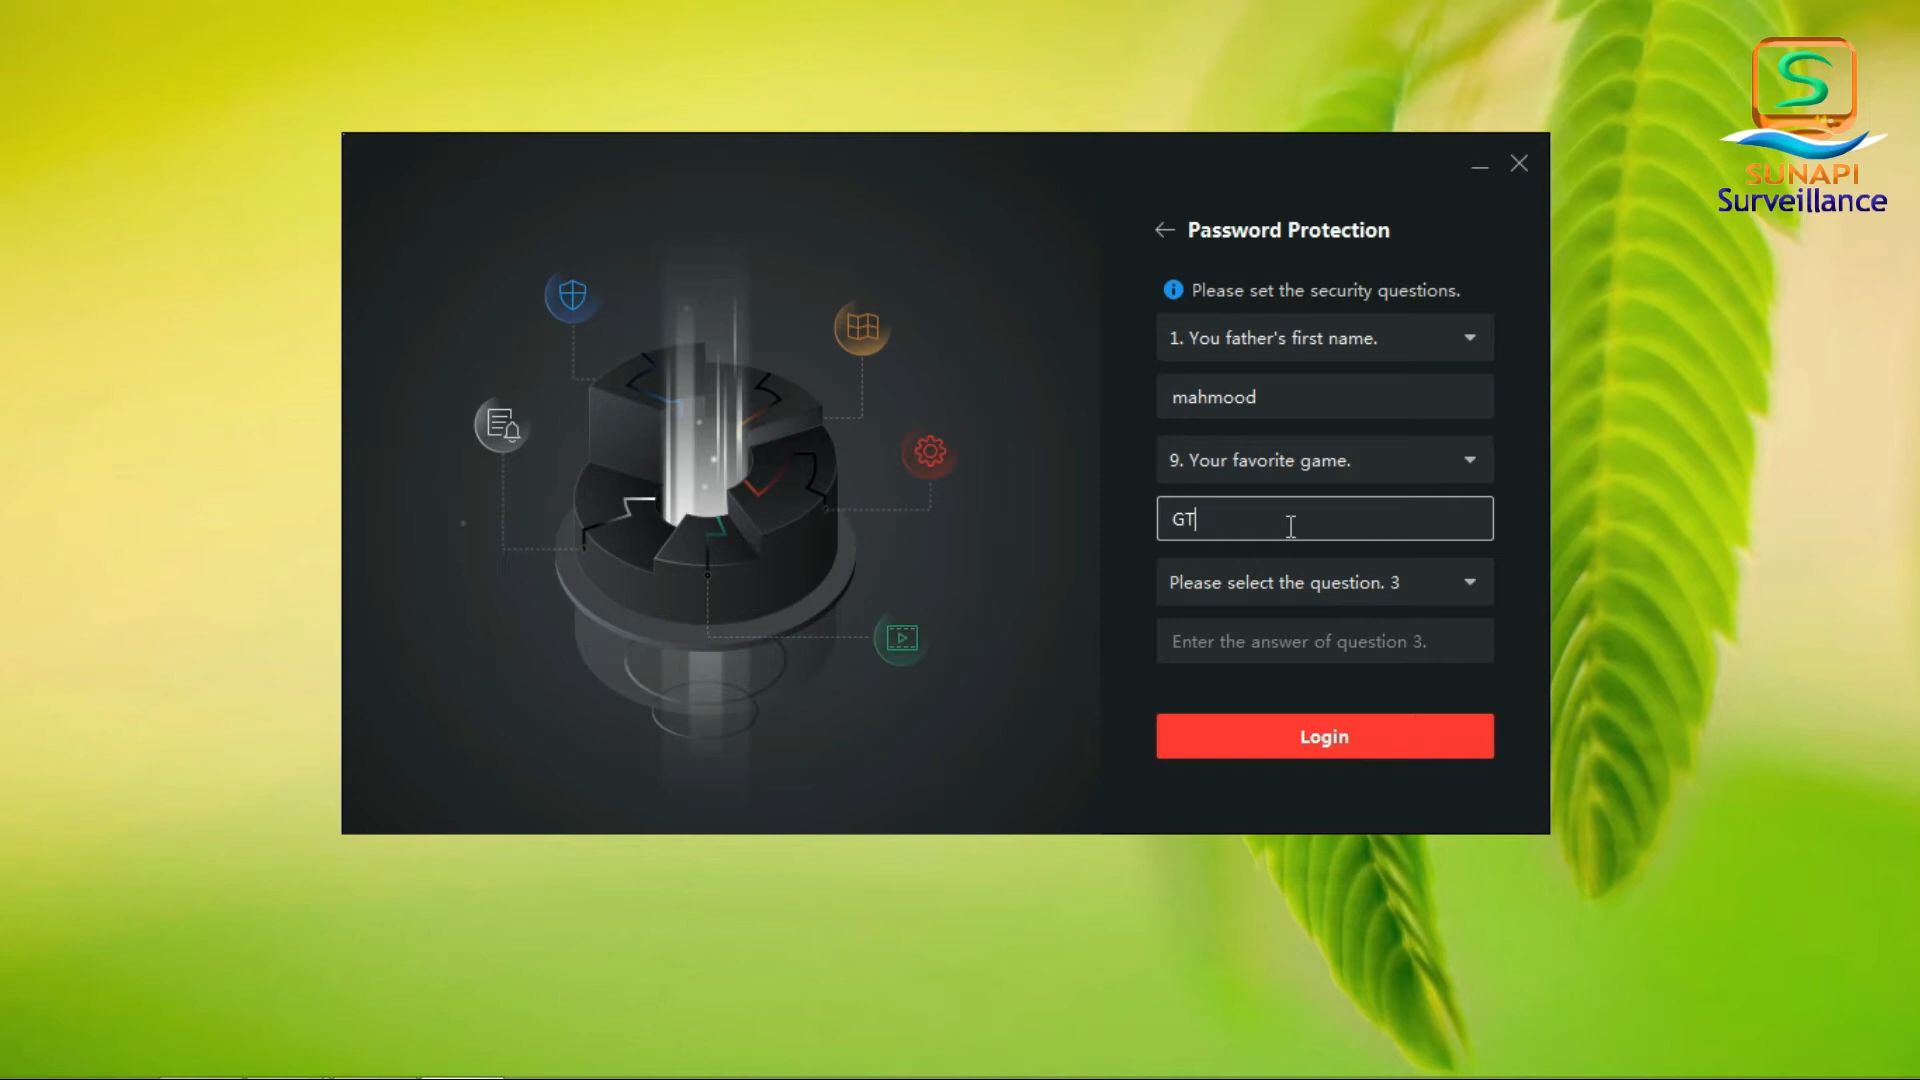 S
SUNAPI
Surveillance
Password Protection
Please set the security questions.
1. You father's first name.
mahmood
9. Your favorite game.
GT
Please select the question. 3
Enter the answer of question 3.
Login